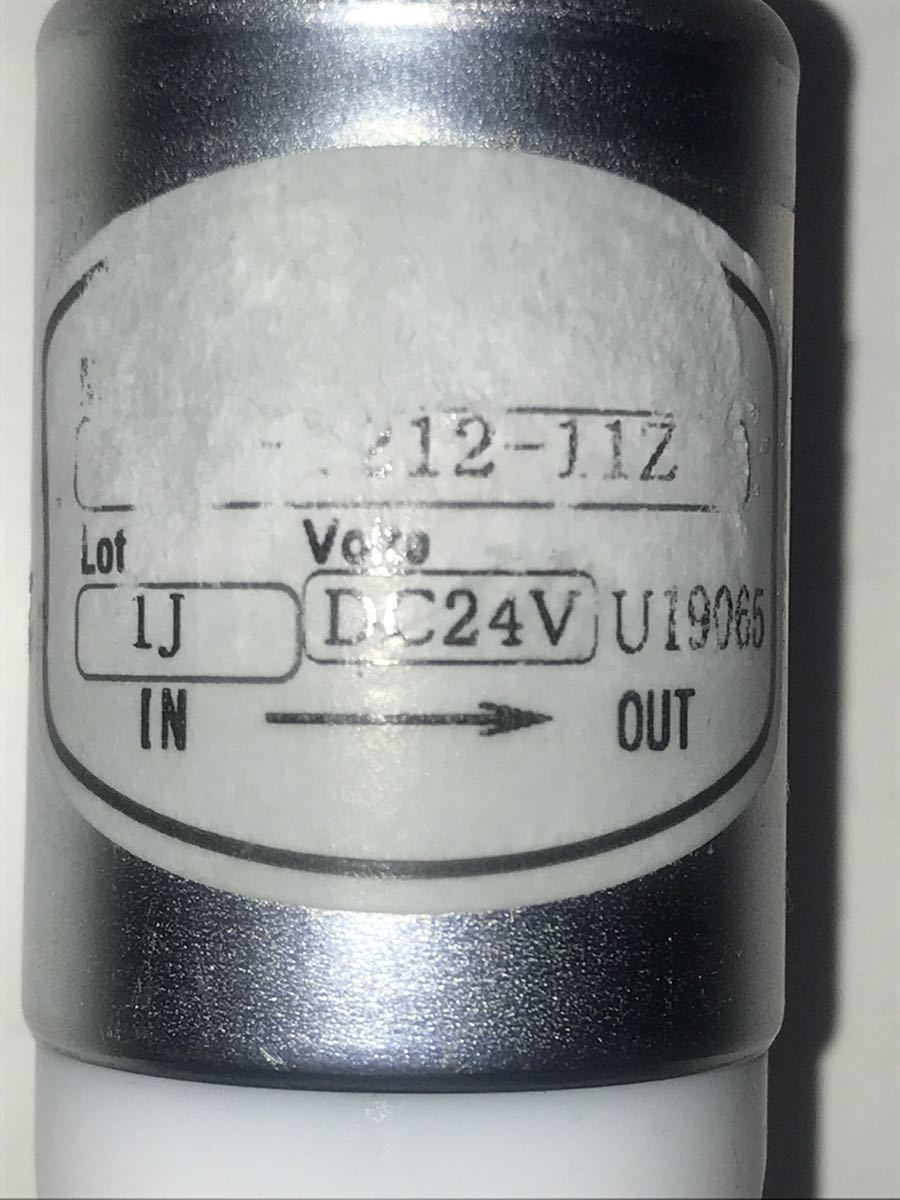 212-11Z
Lot
1J DC24V U19065
IN OUT